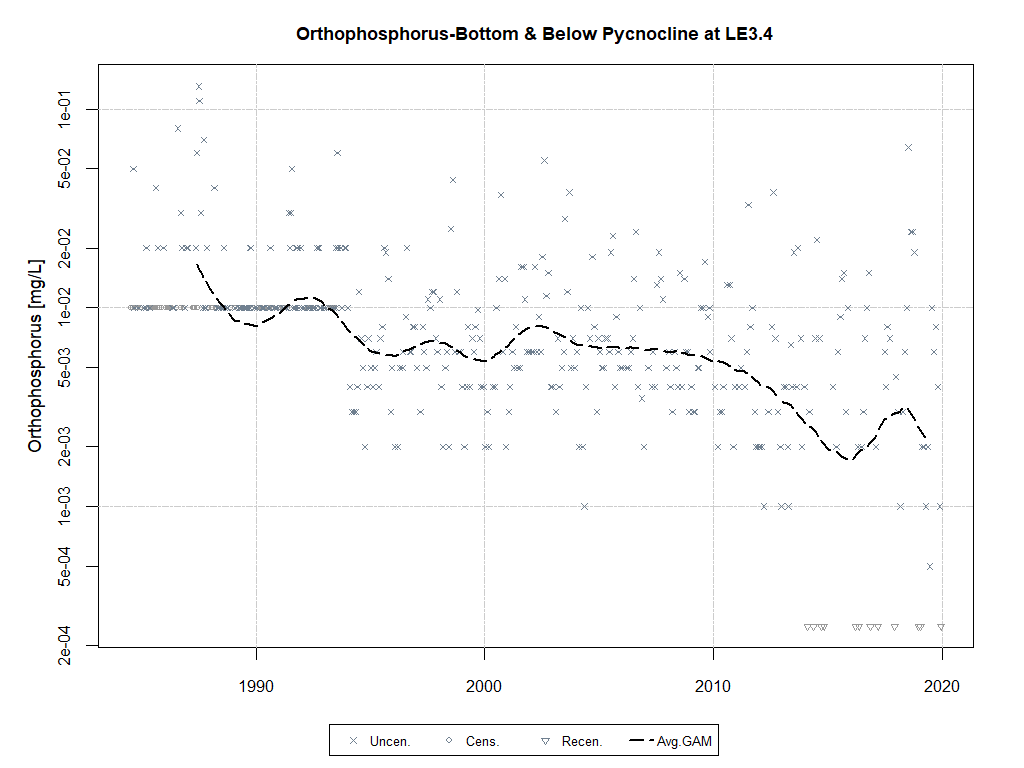 Orthophosphorus-Bottom & Below Pycnocline at LE3.4
Orthophosphorus [mg/L]
1e-01
5e-02
2e-02
1e-02
5e-03
2e-03
1e-03
5e-04
2e-04
1990 2000 2010 2020
Uncen. Cens. Recen. Avg.GAM